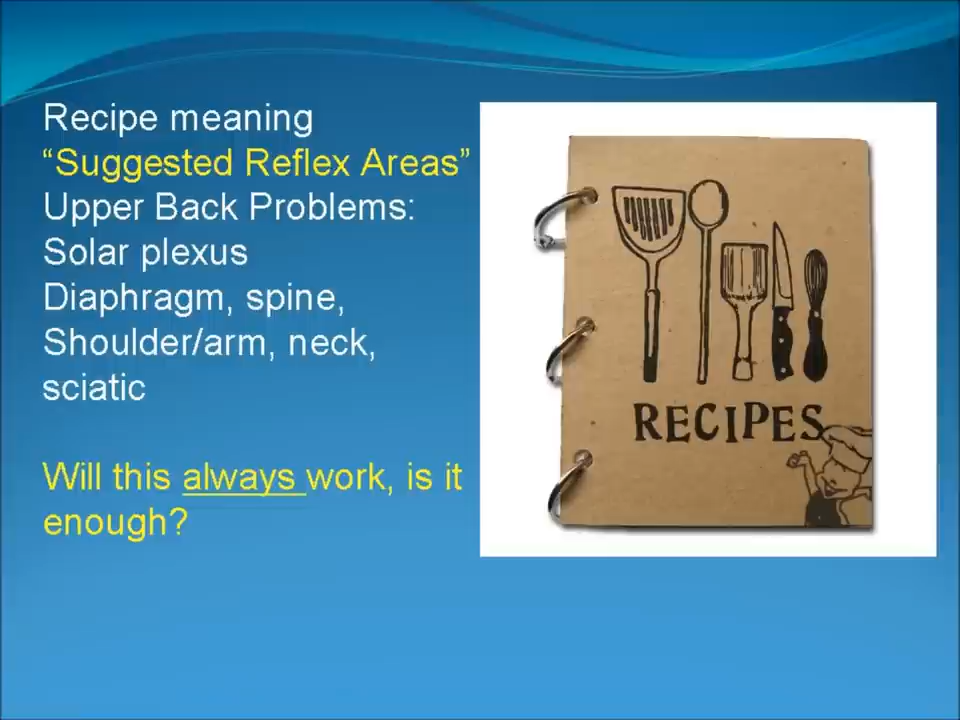 Recipe meaning
“Suggested Reflex Areas”
Upper Back Problems:
Solar plexus
Diaphragm, spine,
Shoulder/arm, neck,
sciatic
Will this always work, is it
enough?
RECIPES